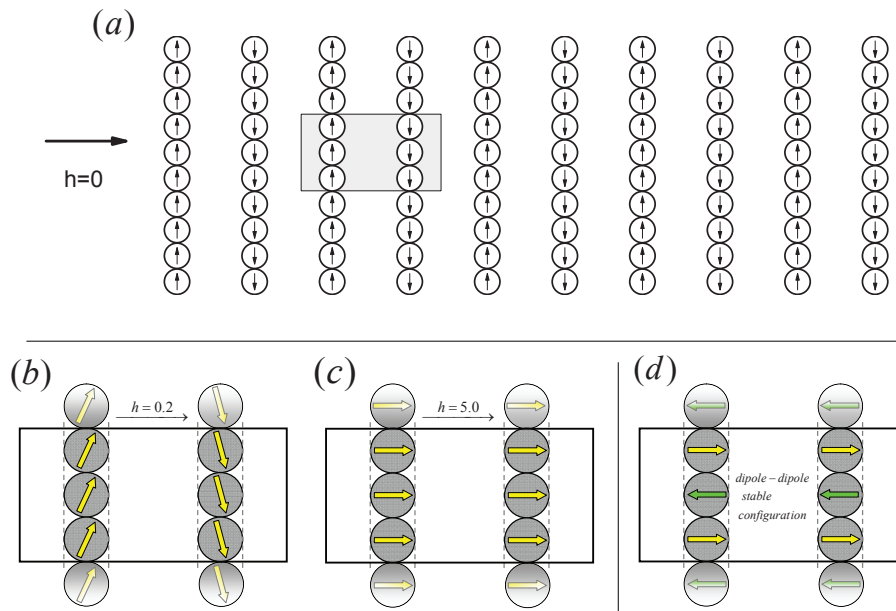 (a)
h=0
(b)
h = 0.2
(c)
h = 5.0
(d)
dipole – dipole
stable
configuration